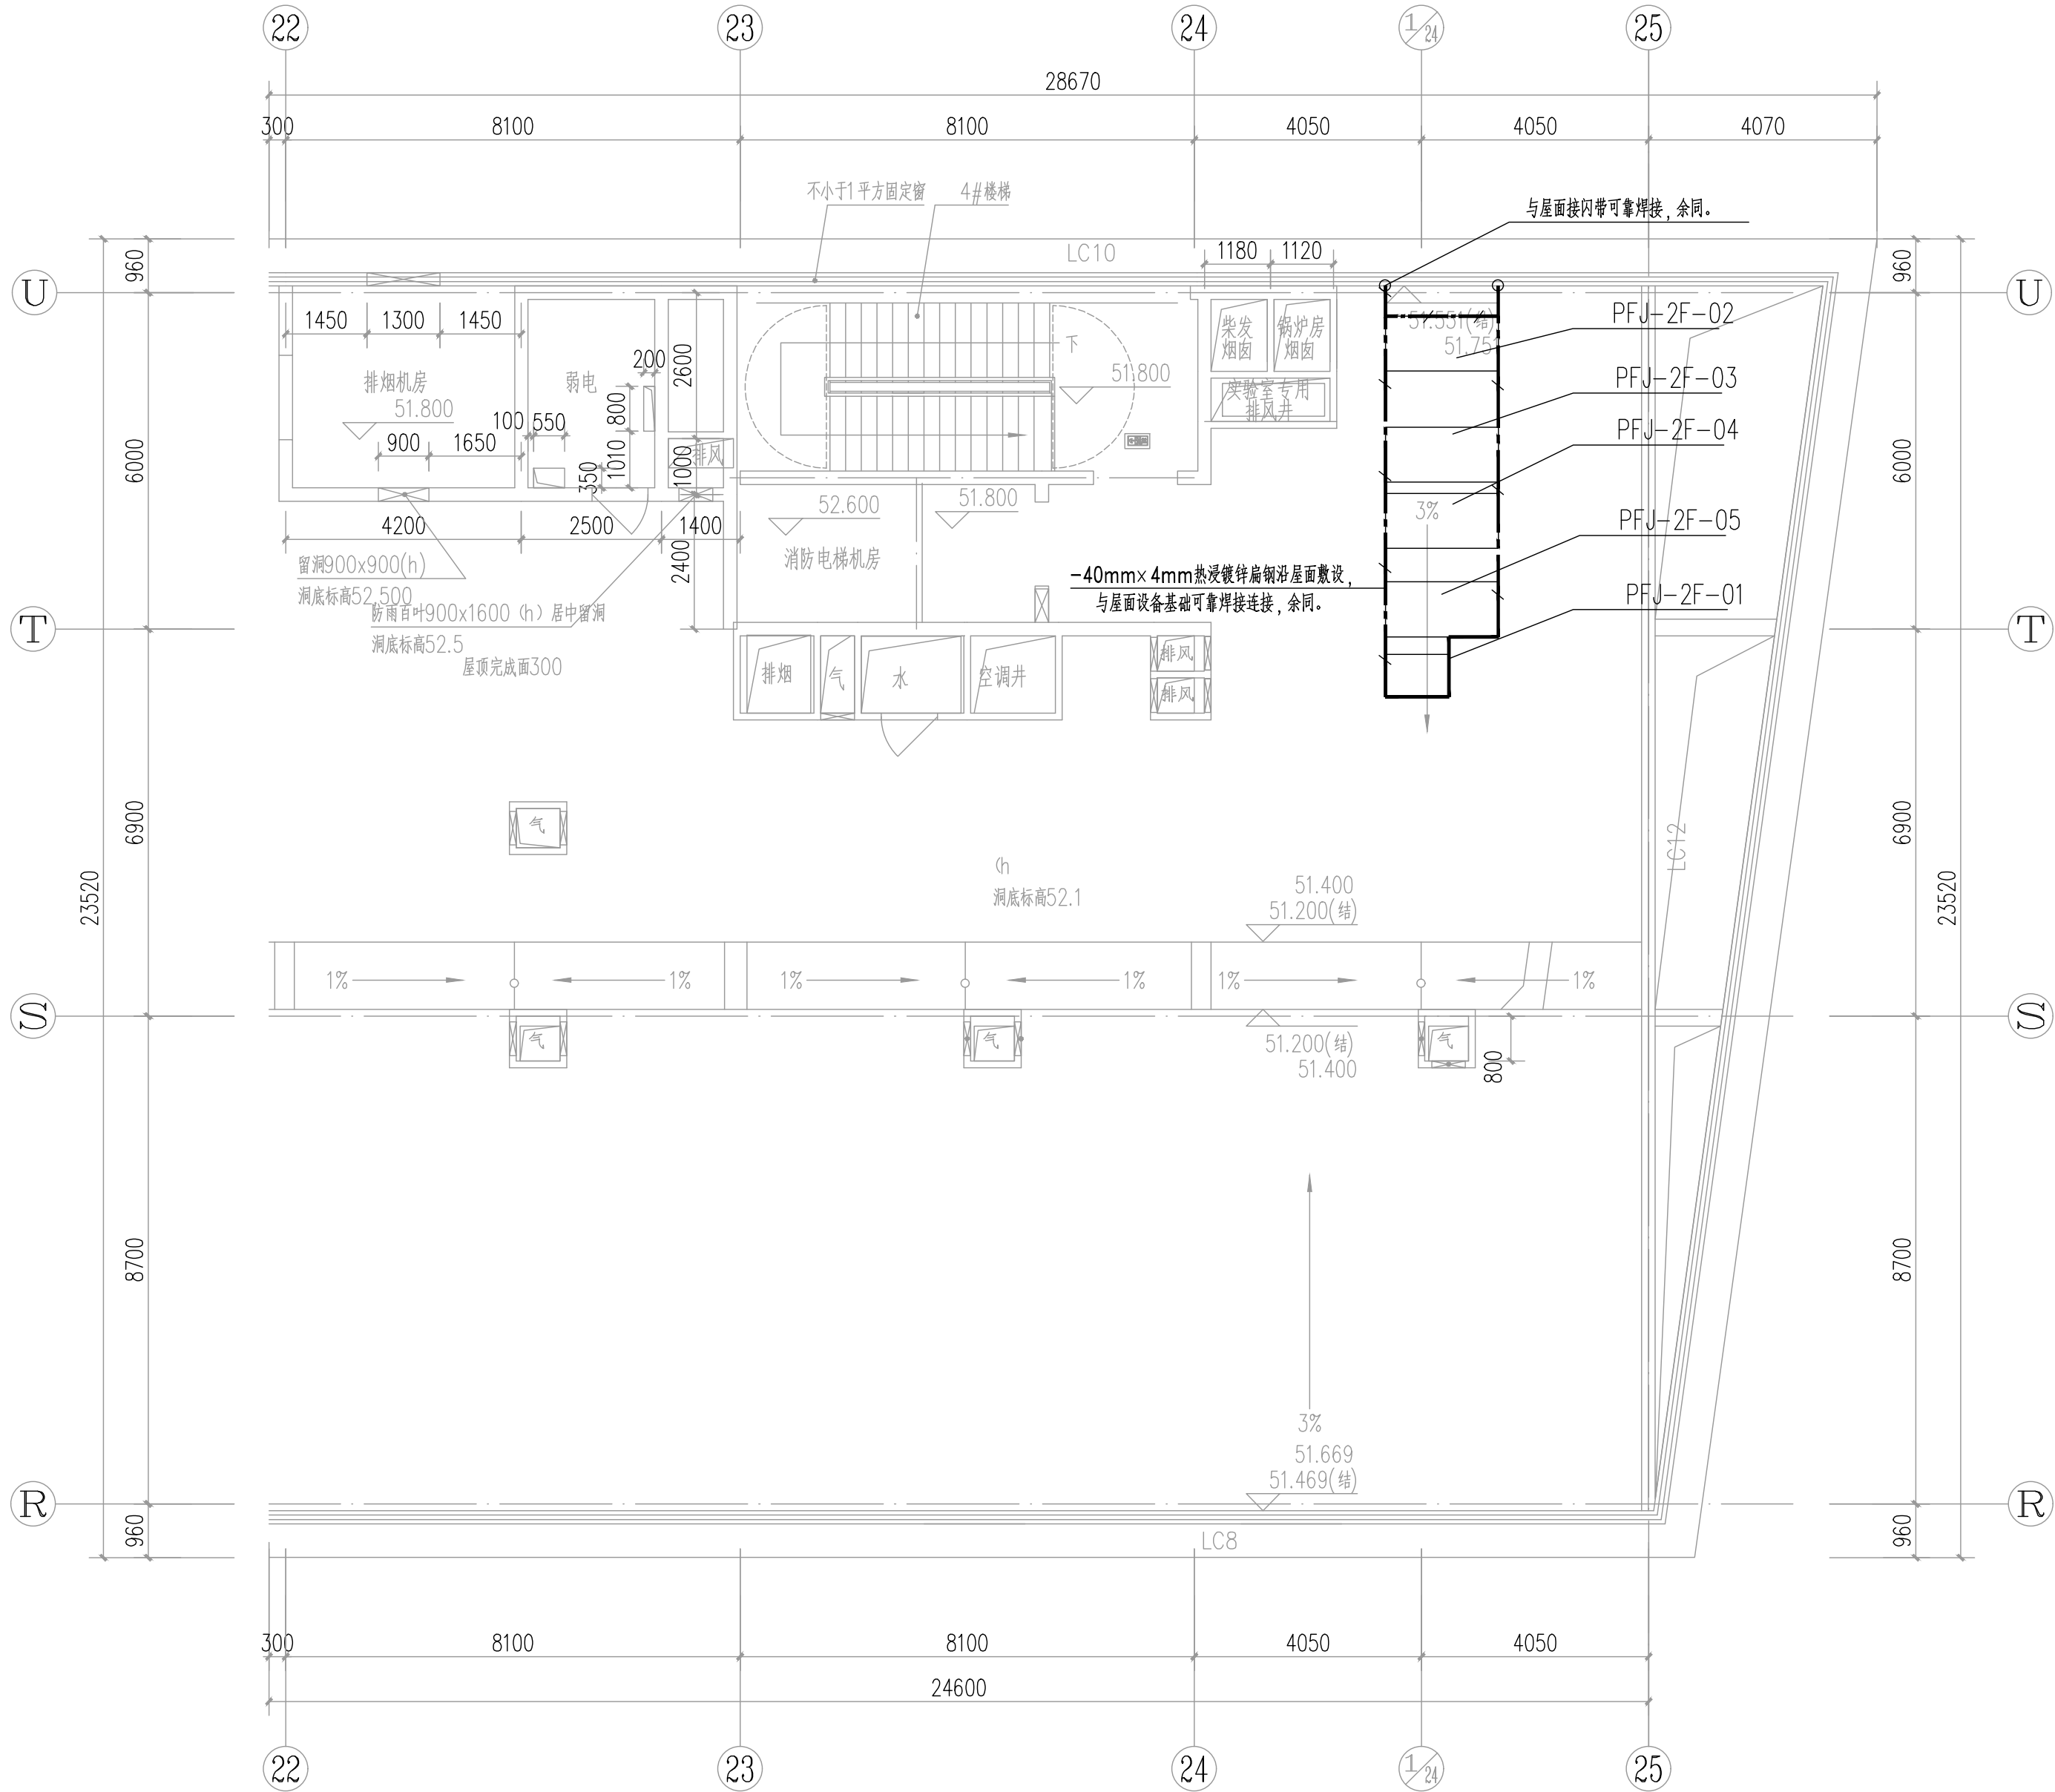 22
23
24
1/24
25
28670
300
8100
8100
4050
4050
4070
不小于1平方固定窗
4#楼梯
与屋面接闪带可靠焊接，余同。
960
LC10
1180
1120
960
U
U
1450
1300
1450
柴发
烟囱
锅炉房
烟囱
51.551(结)
51.751
PFJ-2F-02
下
200
2600
排烟机房
弱电
51.800
PFJ-2F-03
51.800
实验室专用
排风井
100
550
800
PFJ-2F-04
900
1650
6000
350
1010
1000
排风
6000
52.600
51.800
3%
4200
2500
1400
PFJ-2F-05
留洞900x900(h)
洞底标高52.500
2400
消防电梯机房
-40mm×4mm热浸镀锌扁钢沿屋面敷设，
与屋面设备基础可靠焊接连接，余同。
PFJ-2F-01
防雨百叶900x1600（h）居中留洞
洞底标高52.5
屋顶完成面300
T
T
排烟
气
水
空调井
排风
排风
6900
气
6900
LC12
(h
洞底标高52.1
51.400
51.200(结)
23520
23520
1%
1%
1%
1%
1%
1%
S
S
气
气
气
51.200(结)
51.400
800
8700
8700
3%
51.669
51.469(结)
R
R
960
LC8
960
300
8100
8100
4050
4050
24600
22
23
24
1/24
25